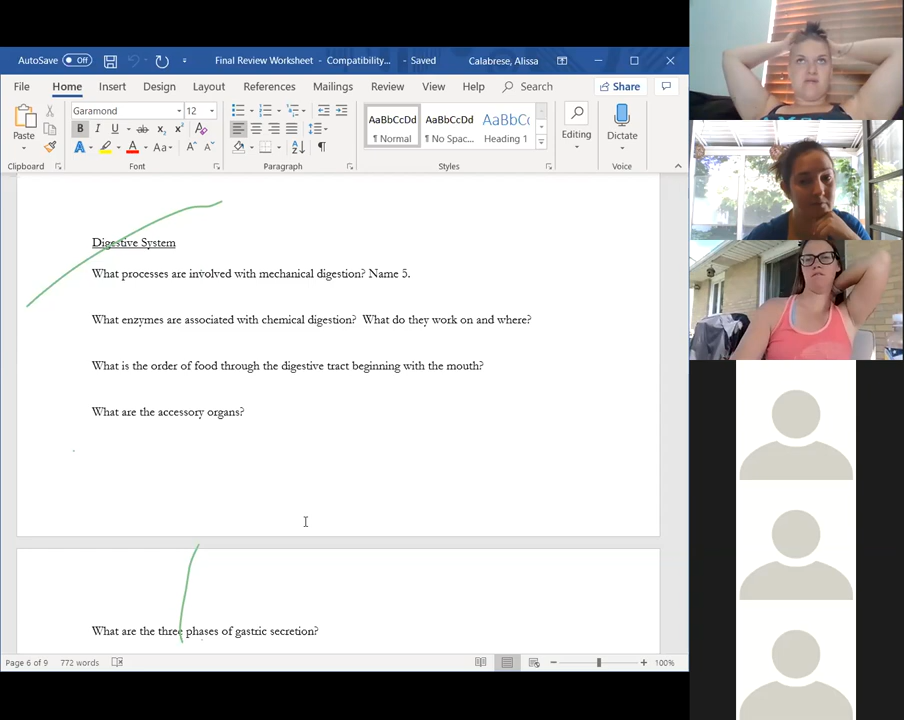 AutoSave Off Final Review Worksheet - Compatibility... - Saved Calabrese, Alissa
File Home Insert Design Layout References Mailings Review View Help Search Share
Paste
Garamond 12
B I U ab x₂ x²
A A Aa A A
¶
AaBbCcDd AaBbCcDd AaBbCc
¶ Normal ¶ No Spac... Heading 1
Editing
Dictate
Clipboard Font Paragraph Styles Voice
Digestive System
What processes are involved with mechanical digestion? Name 5.
What enzymes are associated with chemical digestion? What do they work on and where?
What is the order of food through the digestive tract beginning with the mouth?
What are the accessory organs?
What are the three phases of gastric secretion?
Page 6 of 9 772 words 100%